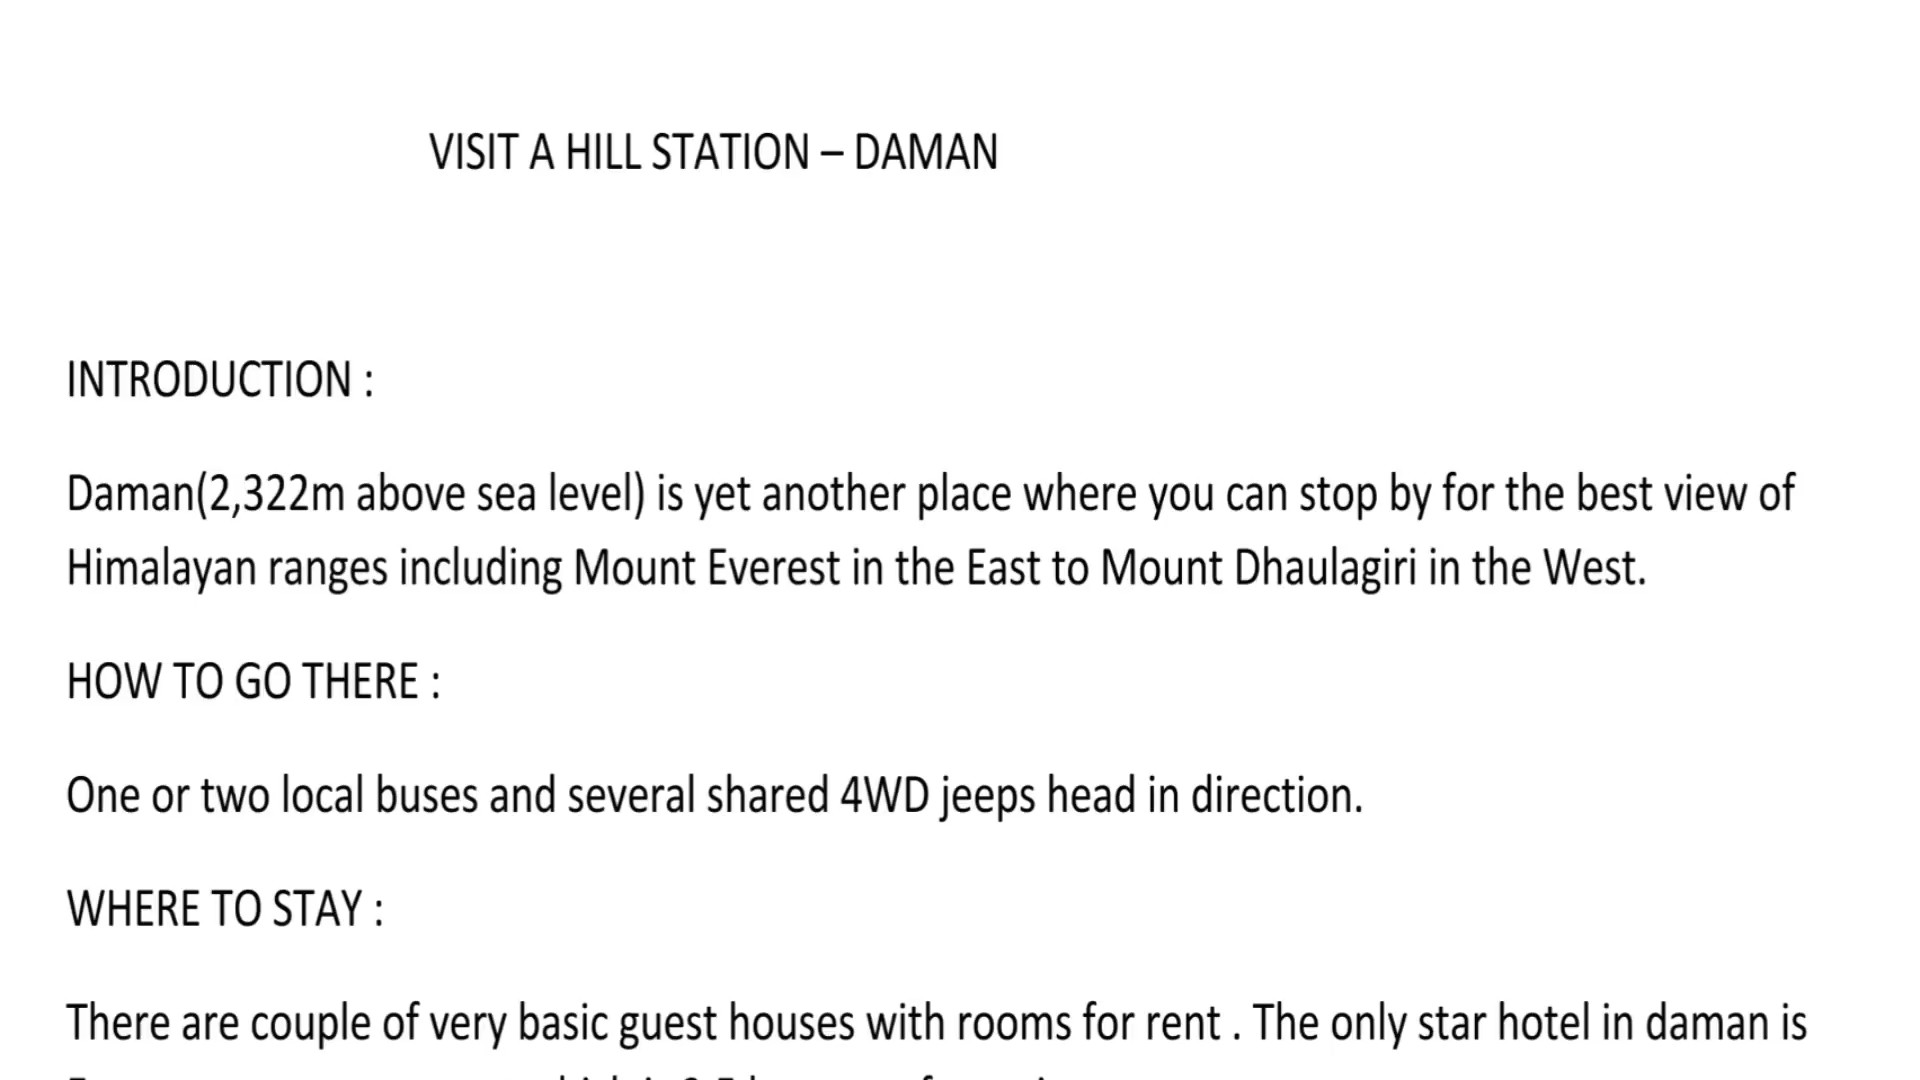 VISIT A HILL STATION – DAMAN
INTRODUCTION :
Daman(2,322m above sea level) is yet another place where you can stop by for the best view of
Himalayan ranges including Mount Everest in the East to Mount Dhaulagiri in the West.
HOW TO GO THERE :
One or two local buses and several shared 4WD jeeps head in direction.
WHERE TO STAY :
There are couple of very basic guest houses with rooms for rent . The only star hotel in daman is